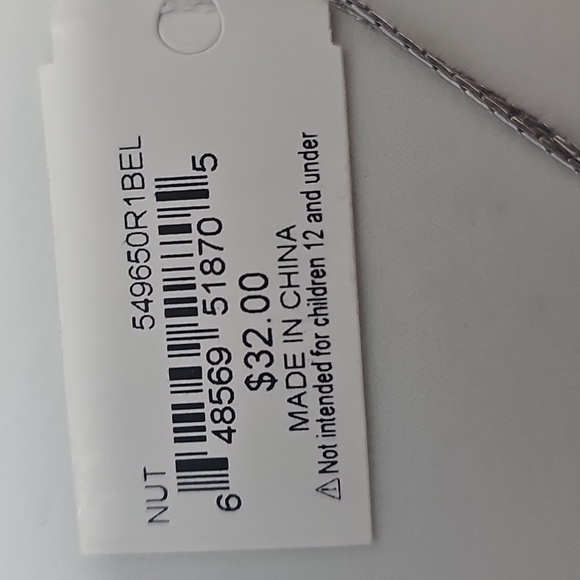 NUT 549650R1BEL
6 48569 51870 5
$32.00
MADE IN CHINA
⚠ Not intended for children 12 and under